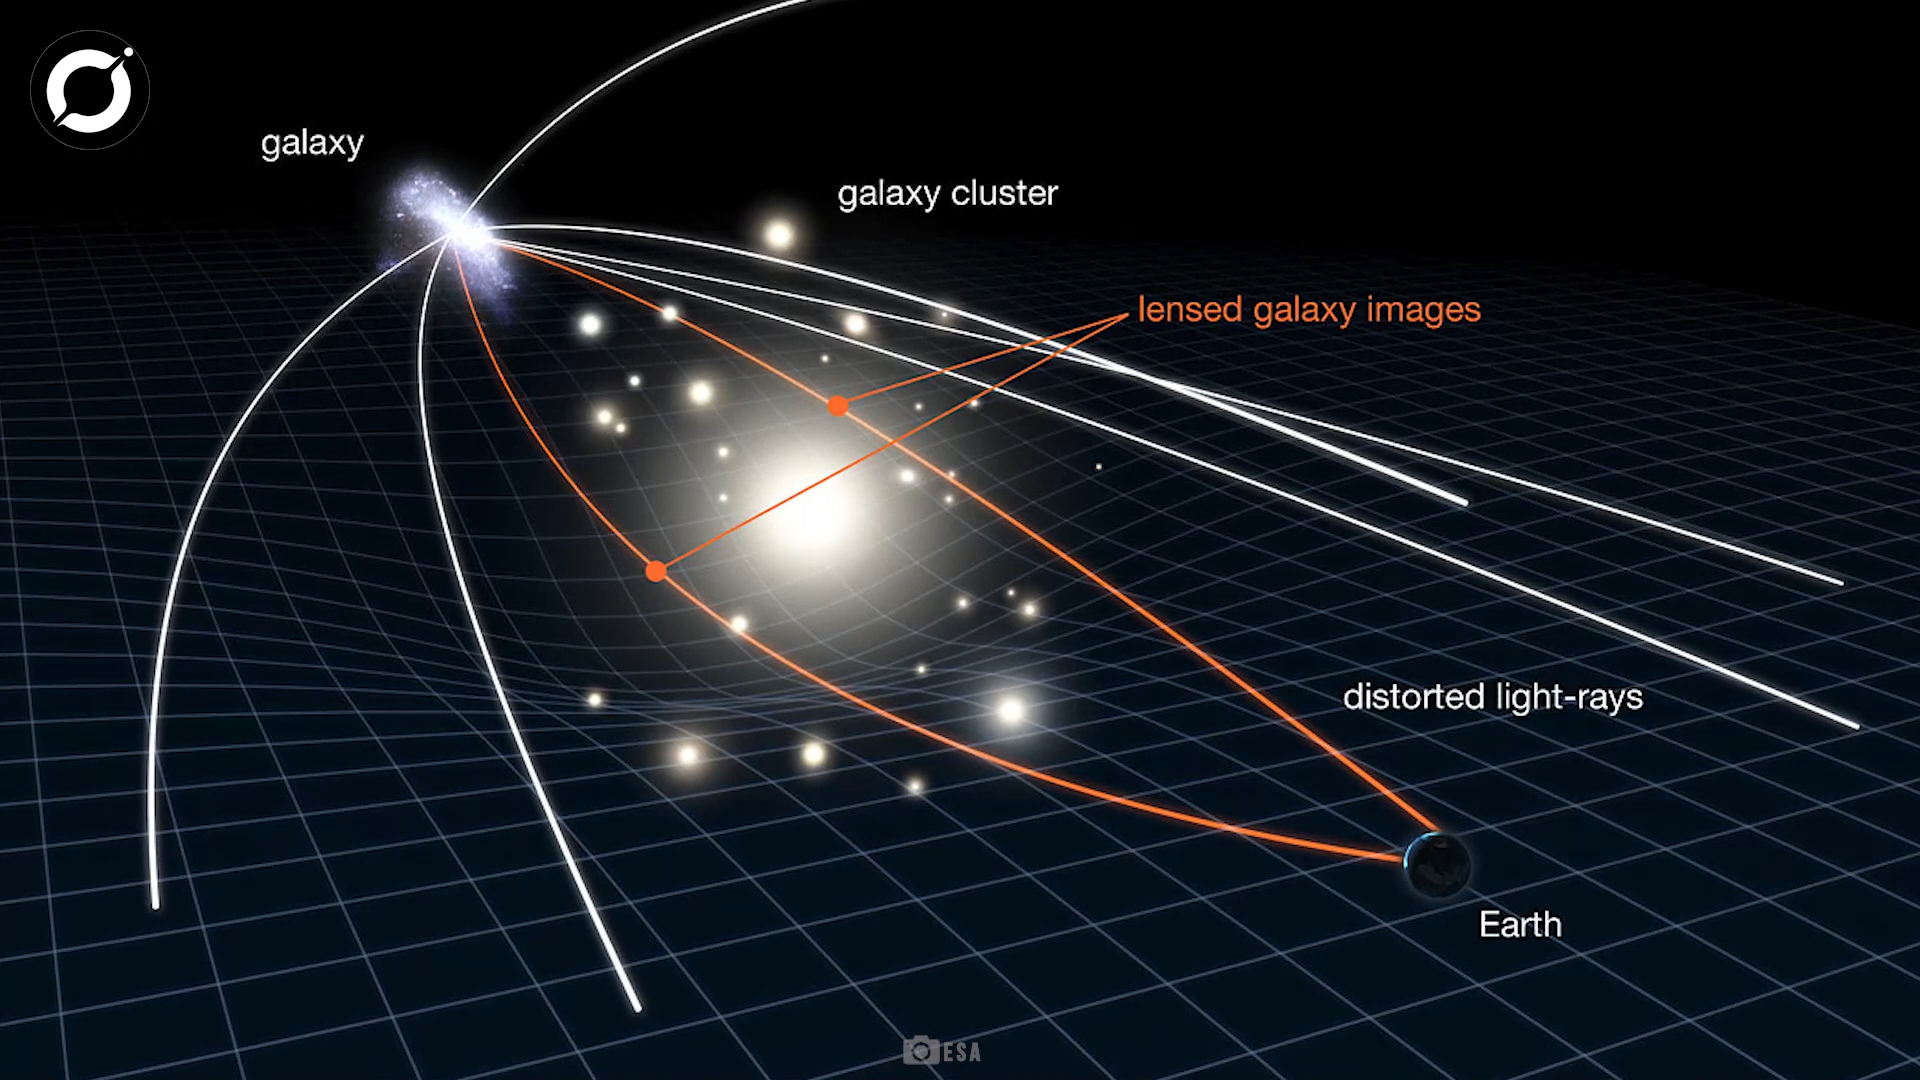 galaxy
galaxy cluster
lensed galaxy images
distorted light-rays
Earth
ESA